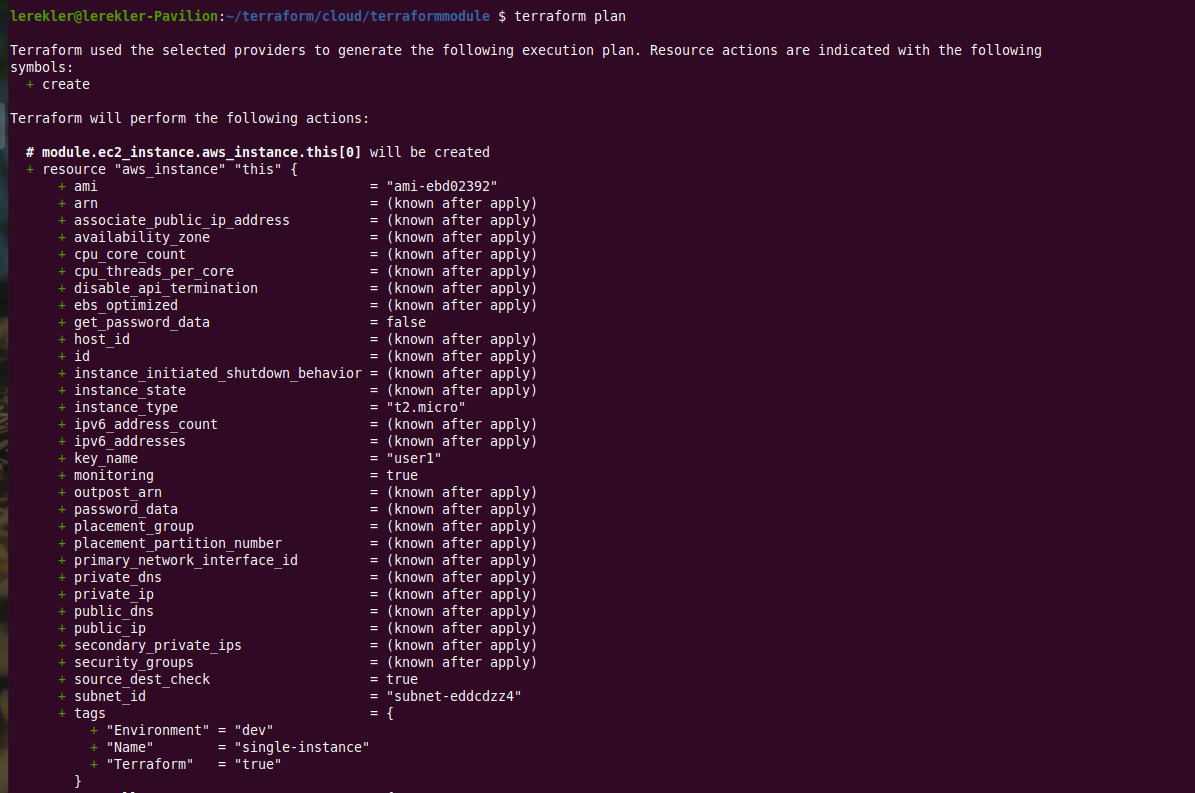 lerekler@lerekler-Pavilion:~/terraform/cloud/terraformmodule $ terraform plan
Terraform used the selected providers to generate the following execution plan. Resource actions are indicated with the following
symbols:
+ create
Terraform will perform the following actions:
# module.ec2_instance.aws_instance.this[0] will be created
+ resource "aws_instance" "this" {
+ ami = "ami-ebd02392"
+ arn = (known after apply)
+ associate_public_ip_address = (known after apply)
+ availability_zone = (known after apply)
+ cpu_core_count = (known after apply)
+ cpu_threads_per_core = (known after apply)
+ disable_api_termination = (known after apply)
+ ebs_optimized = (known after apply)
+ get_password_data = false
+ host_id = (known after apply)
+ id = (known after apply)
+ instance_initiated_shutdown_behavior = (known after apply)
+ instance_state = (known after apply)
+ instance_type = "t2.micro"
+ ipv6_address_count = (known after apply)
+ ipv6_addresses = (known after apply)
+ key_name = "user1"
+ monitoring = true
+ outpost_arn = (known after apply)
+ password_data = (known after apply)
+ placement_group = (known after apply)
+ placement_partition_number = (known after apply)
+ primary_network_interface_id = (known after apply)
+ private_dns = (known after apply)
+ private_ip = (known after apply)
+ public_dns = (known after apply)
+ public_ip = (known after apply)
+ secondary_private_ips = (known after apply)
+ security_groups = (known after apply)
+ source_dest_check = true
+ subnet_id = "subnet-eddcdzz4"
+ tags = {
+ "Environment" = "dev"
+ "Name" = "single-instance"
+ "Terraform" = "true"
}